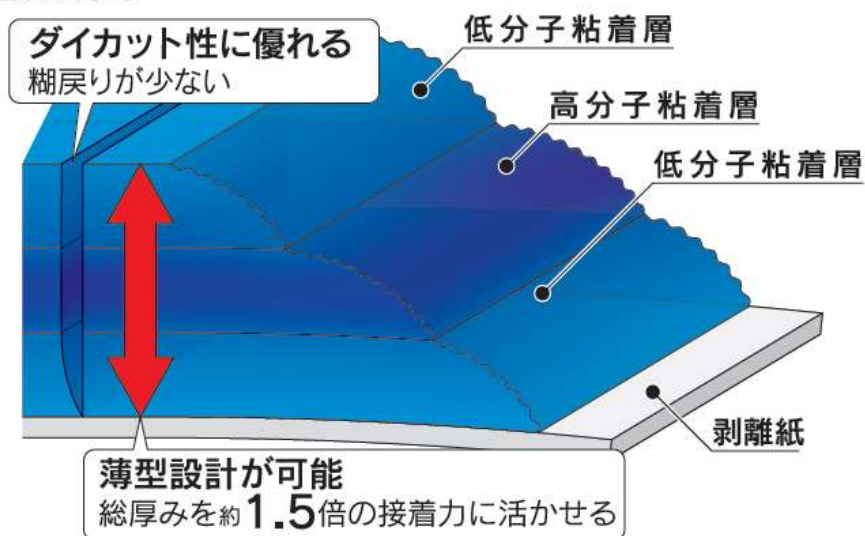 ダイカット性に優れる
糊戻りが少ない
低分子粘着層
高分子粘着層
低分子粘着層
剥離紙
薄型設計が可能
総厚みを約1.5倍の接着力に活かせる